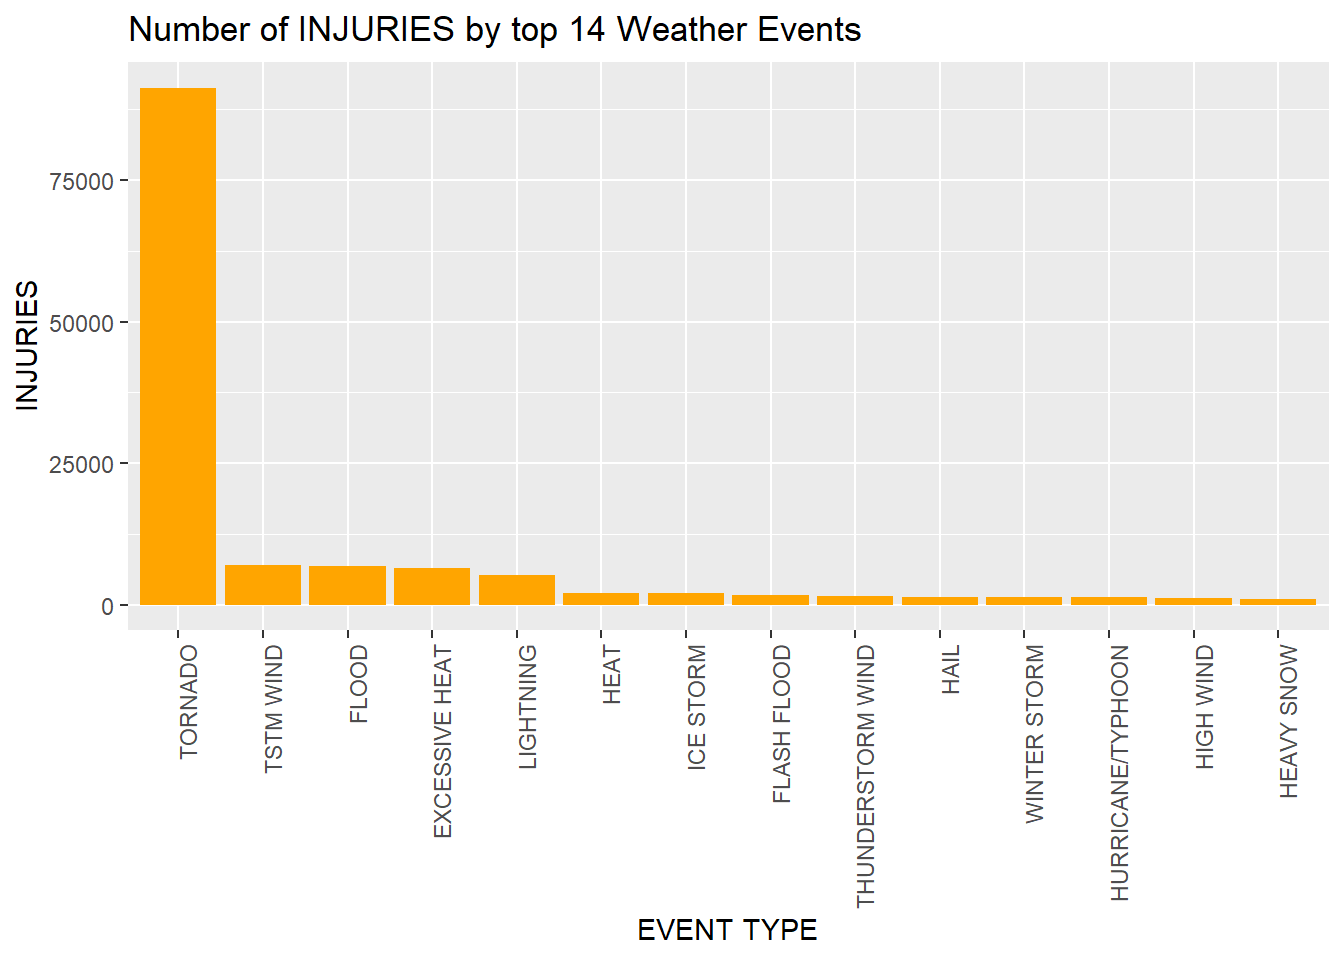 Number of INJURIES by top 14 Weather Events
INJURIES
75000
50000
25000
0
TORNADO
TSTM WIND
FLOOD
EXCESSIVE HEAT
LIGHTNING
HEAT
ICE STORM
FLASH FLOOD
THUNDERSTORM WIND
HAIL
WINTER STORM
HURRICANE/TYPHOON
HIGH WIND
HEAVY SNOW
EVENT TYPE